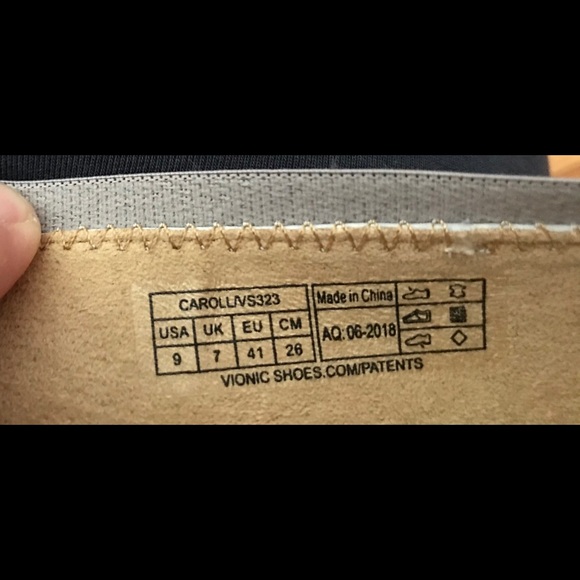 CAROLL/VS323
USA UK EU CM
9 7 41 26
Made in China
AQ: 06-2018
VIONIC SHOES.COM/PATENTS